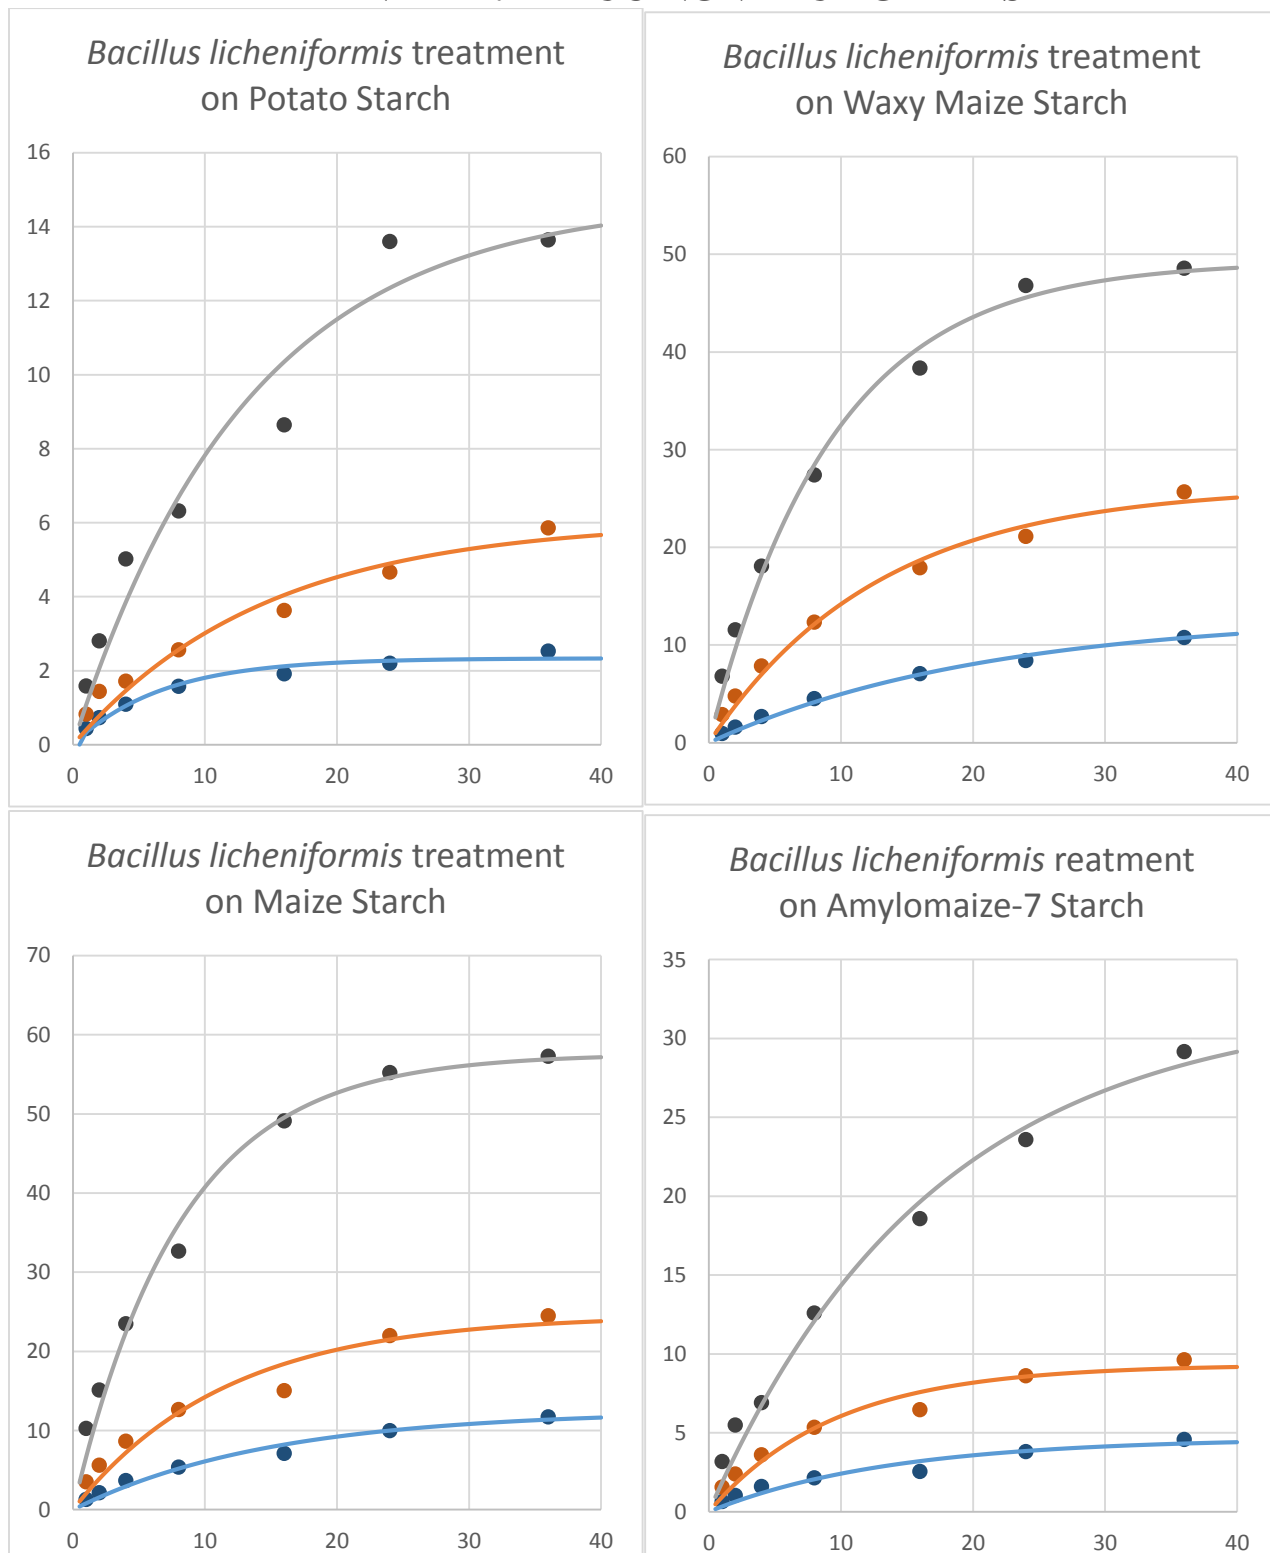 Bacillus licheniformis treatment
on Potato Starch
16
14
12
10
8
6
4
2
0
0 10 20 30 40
Bacillus licheniformis treatment
on Waxy Maize Starch
60
50
40
30
20
10
0
0 10 20 30 40
Bacillus licheniformis treatment
on Maize Starch
70
60
50
40
30
20
10
0
0 10 20 30 40
Bacillus licheniformis reatment
on Amylomaize-7 Starch
35
30
25
20
15
10
5
0
0 10 20 30 40